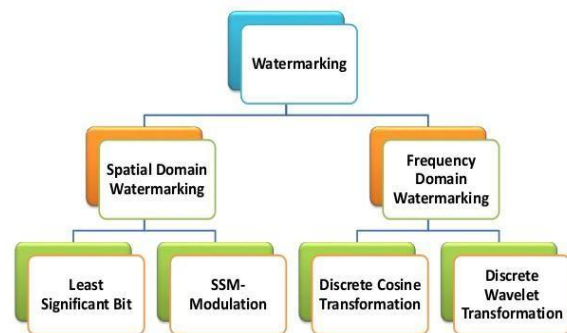 Watermarking
Spatial Domain
Watermarking
Frequency
Domain
Watermarking
Least
Significant Bit
SSM-
Modulation
Discrete Cosine
Transformation
Discrete
Wavelet
Transformation